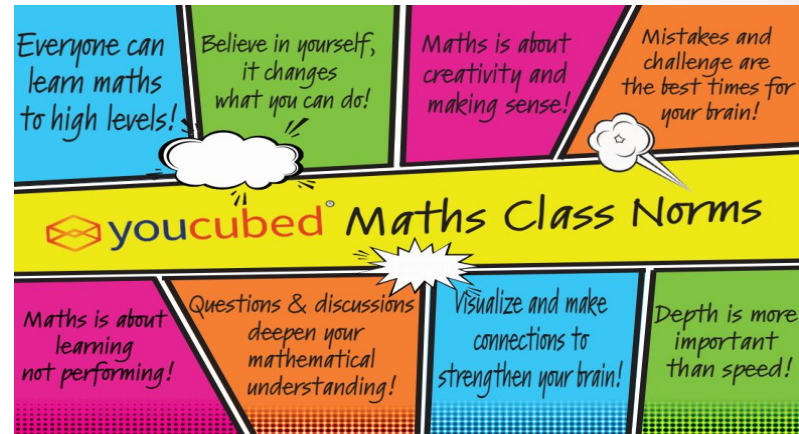 Everyone can
learn maths
to high levels!
Believe in yourself,
it changes
what you can do!
Maths is about
creativity and
making sense!
Mistakes and
challenge are
the best times for
your brain!
youcubed® Maths Class Norms
Maths is about
learning
not performing!
Questions & discussions
deepen your
mathematical
understanding!
Visualize and make
connections to
strengthen your brain!
Depth is more
important
than speed!